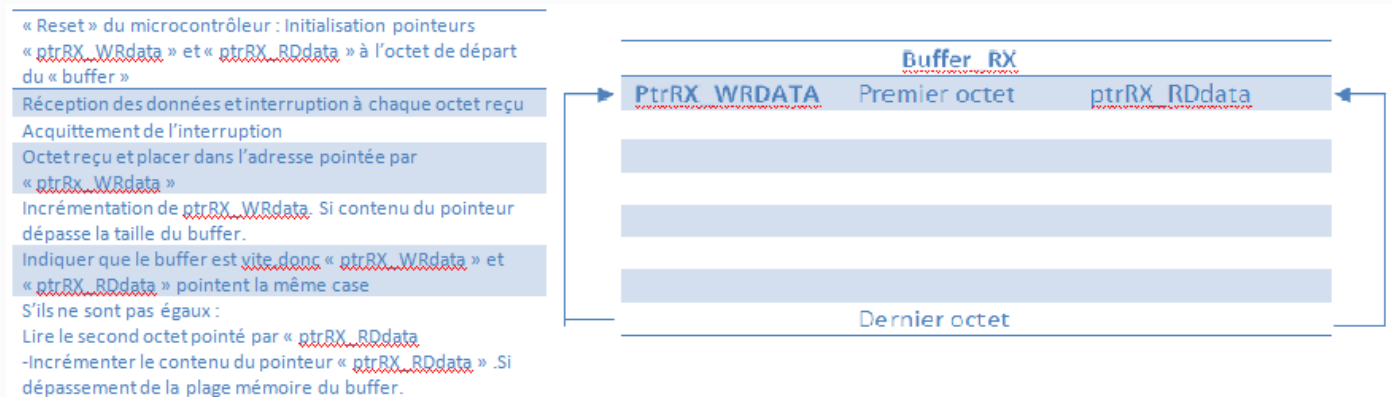 « Reset » du microcontrôleur : Initialisation pointeurs
« ptrRX_WRdata » et « ptrRX_RDdata » à l'octet de départ
du « buffer »
Réception des données et interruption à chaque octet reçu
Acquittement de l'interruption
Octet reçu et placer dans l'adresse pointée par
« ptrRx_WRdata »
Incrémentation de ptrRX_WRdata. Si contenu du pointeur
dépasse la taille du buffer.
Indiquer que le buffer est vite,donc « ptrRX_WRdata » et
« ptrRX_RDdata » pointent la même case
S'ils ne sont pas égaux :
Lire le second octet pointé par « ptrRX_RDdata
-Incrémenter le contenu du pointeur « ptrRX_RDdata » .Si
dépassement de la plage mémoire du buffer.
Buffer_RX
PtrRX_WRDATA Premier octet ptrRX_RDdata
Dernier octet